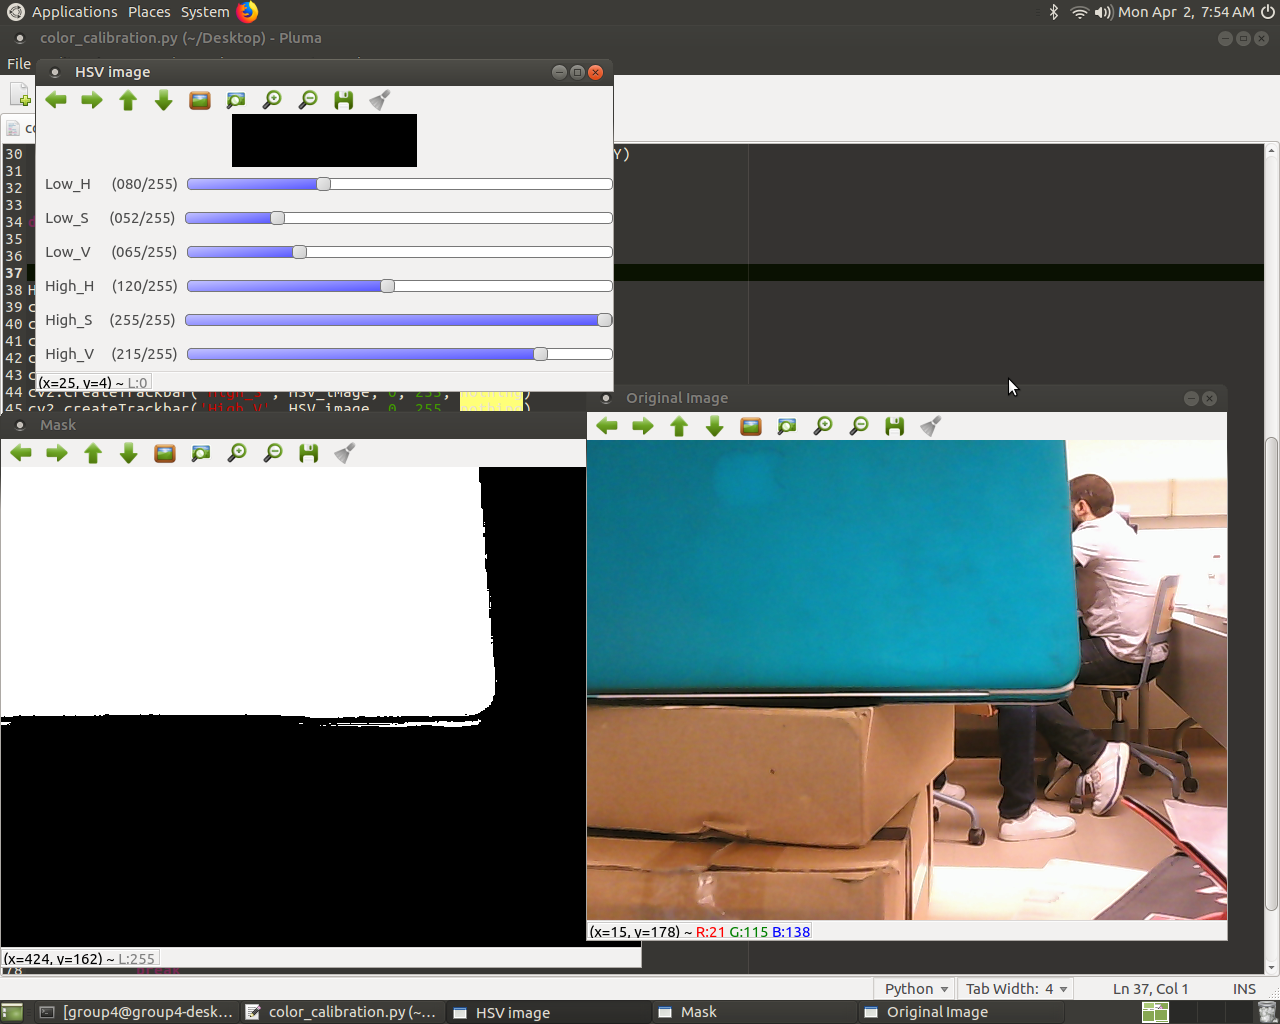 Applications Places System
Mon Apr 2, 7:54 AM
color_calibration.py (~/Desktop) - Pluma
File
HSV image
30
Y)
31
Low_H (080/255)
32
33
Low_S (052/255)
34
35
Low_V (065/255)
36
37
High_H (120/255)
38 H
39 c
High_S (255/255)
40 c
41 c
High_V (215/255)
42 c
43 c
(x=25, y=4) ~ L:0
44 cv2.createTrackbar('High_S', HSV_image, 0, 255, nothing)
45 cv2.createTrackbar('High_V', HSV_image, 0, 255, nothing)
Original Image
Mask
(x=15, y=178) ~ R:21 G:115 B:138
(x=424, y=162) ~ L:255
178 break
Python Tab Width: 4 Ln 37, Col 1 INS
[group4@group4-desk... color_calibration.py (~... HSV image Mask Original Image